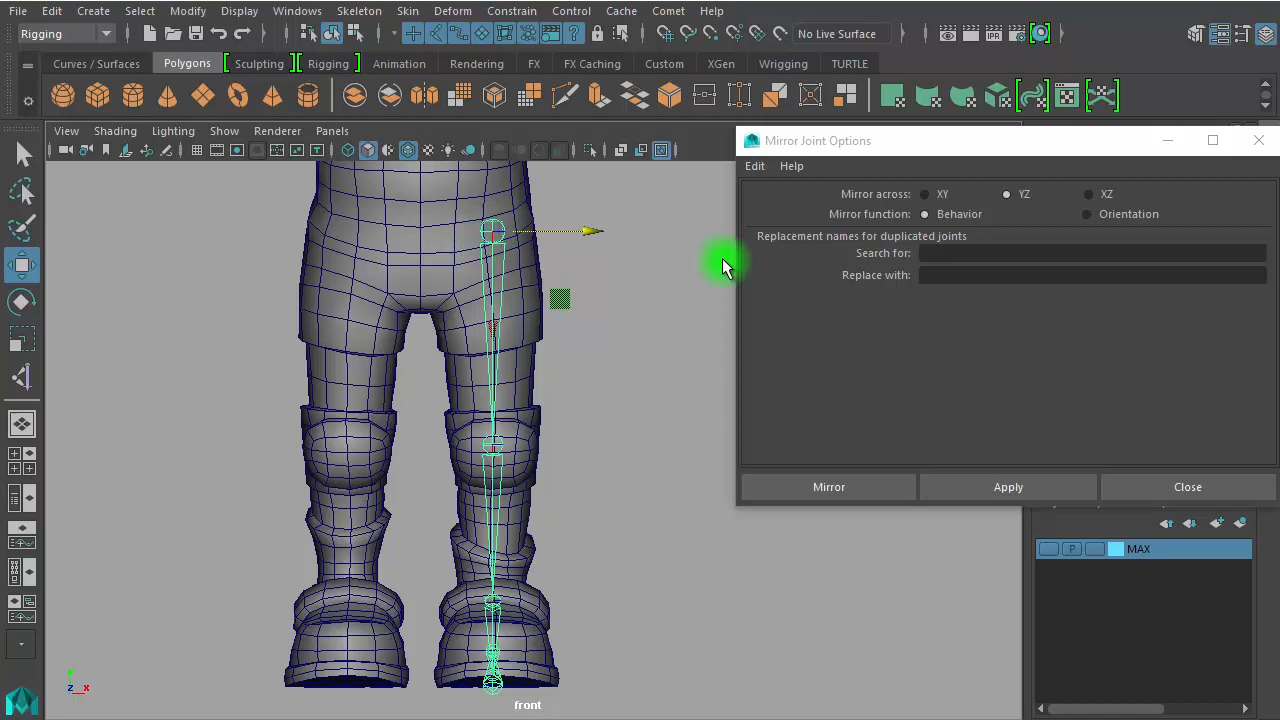 File Edit Create Select Modify Display Windows Skeleton Skin Deform Constrain Control Cache Comet Help
Rigging
No Live Surface
Curves / Surfaces Polygons Sculpting Rigging Animation Rendering FX FX Caching Custom XGen Wrigging TURTLE
View Shading Lighting Show Renderer Panels
Mirror Joint Options
Edit Help
Mirror across: XY YZ XZ
Mirror function: Behavior Orientation
Replacement names for duplicated joints
Search for:
Replace with:
Mirror Apply Close
P MAX
y
z x
front